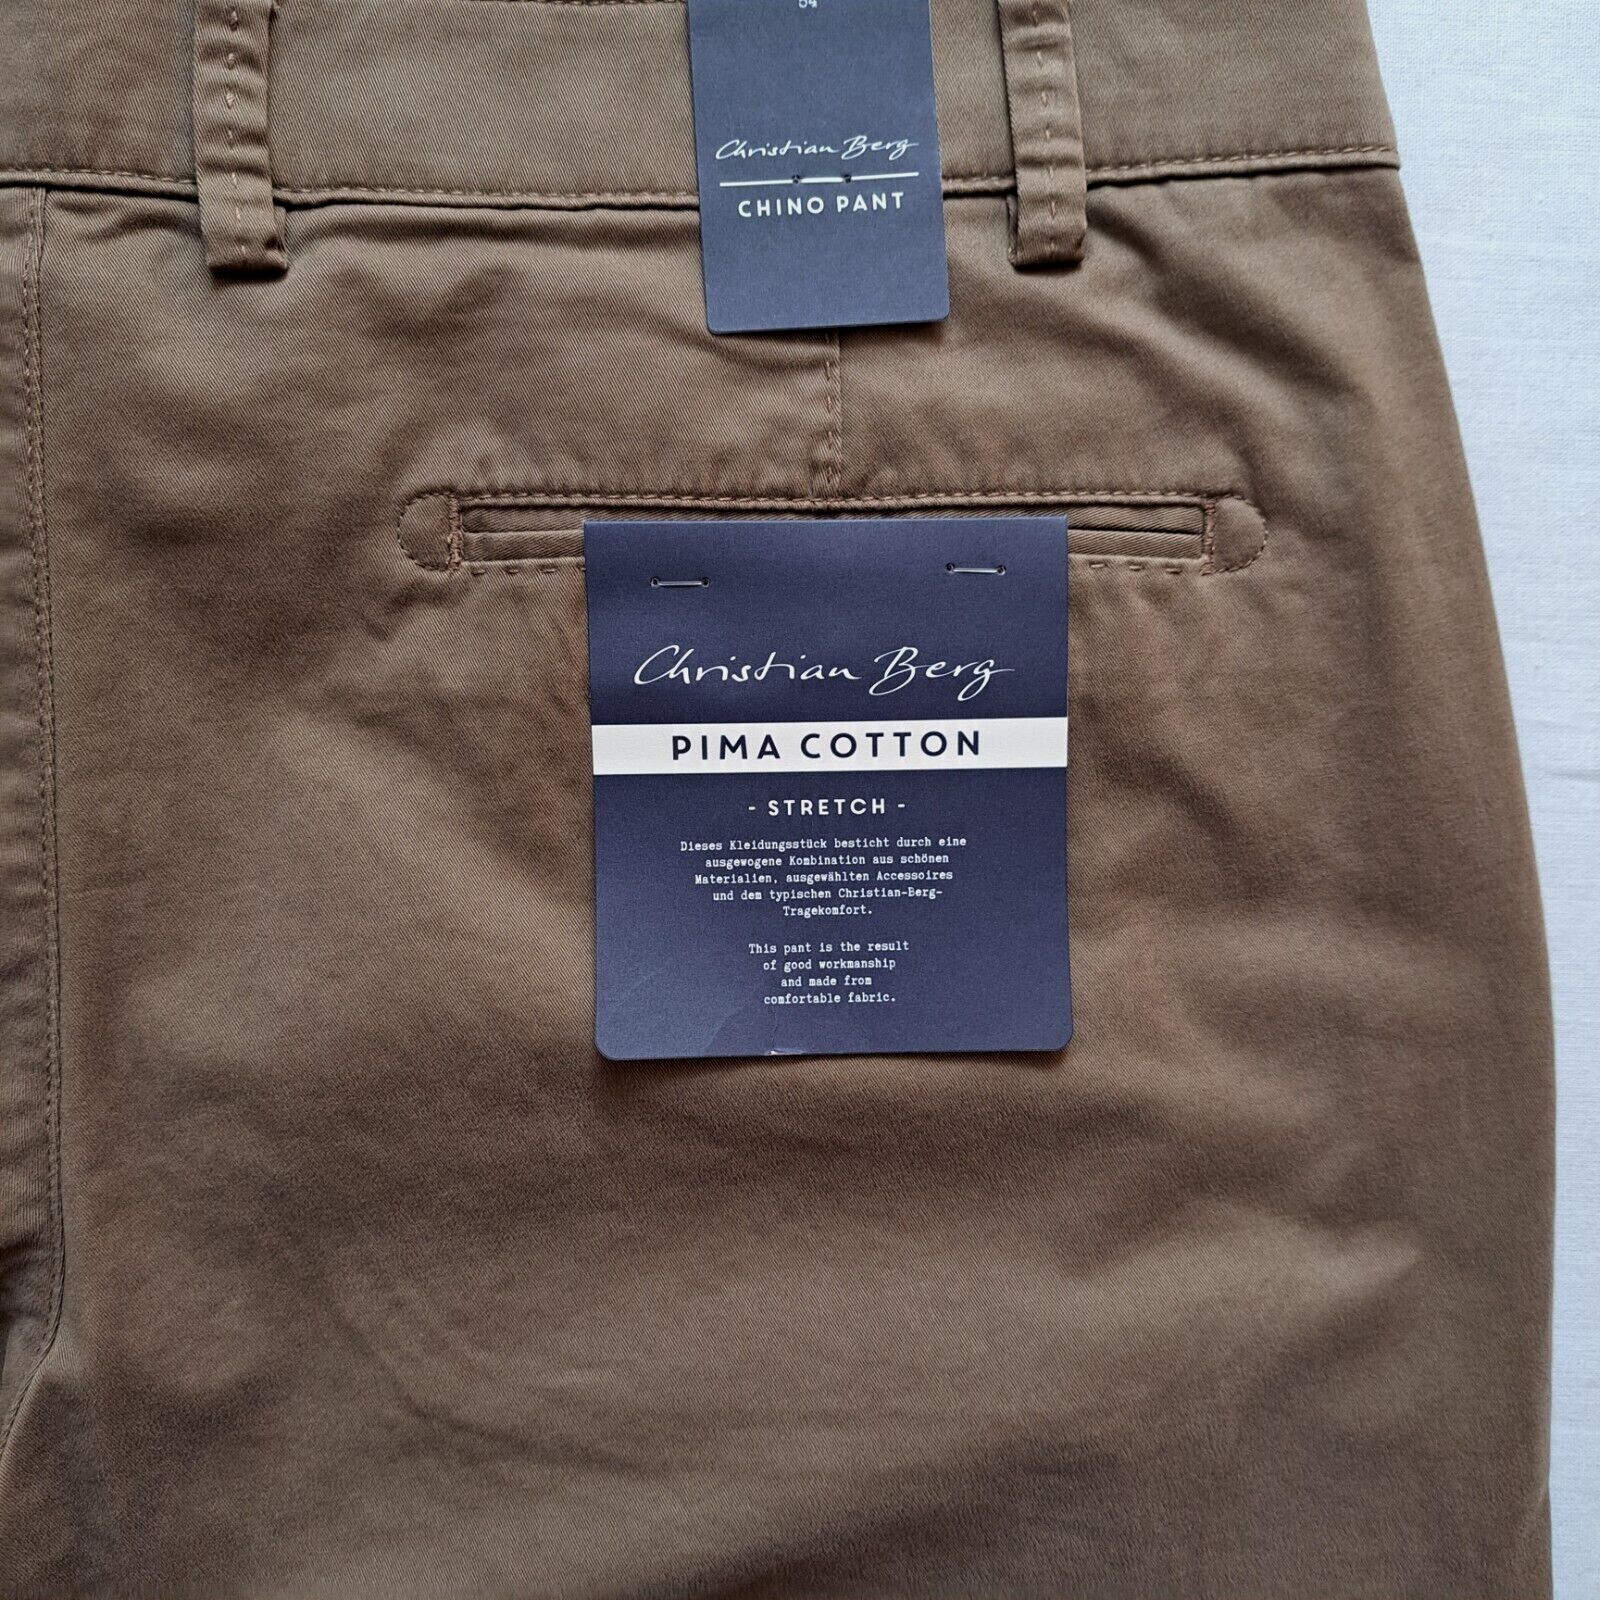 54
Christian Berg
CHINO PANT
Christian Berg
PIMA COTTON
- STRETCH -
Dieses Kleidungsstück besticht durch eine
ausgewogene Kombination aus schönen
Materialien, ausgewählten Accessoires
und dem typischen Christian-Berg-
Tragekomfort.
This pant is the result
of good workmanship
and made from
comfortable fabric.